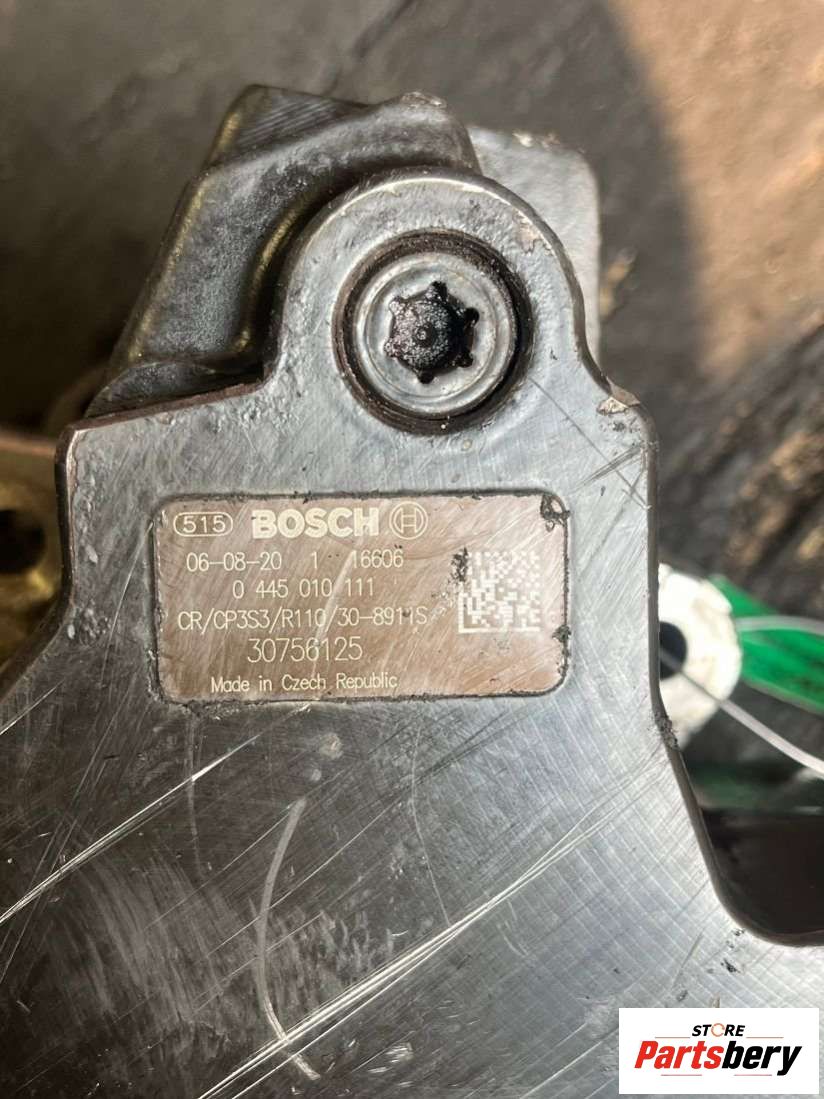 515 BOSCH
06-08-20 1 16606
0 445 010 111
CR/CP3S3/R110/30-8911S
30756125
Made in Czech Republic
STORE
Partsbery